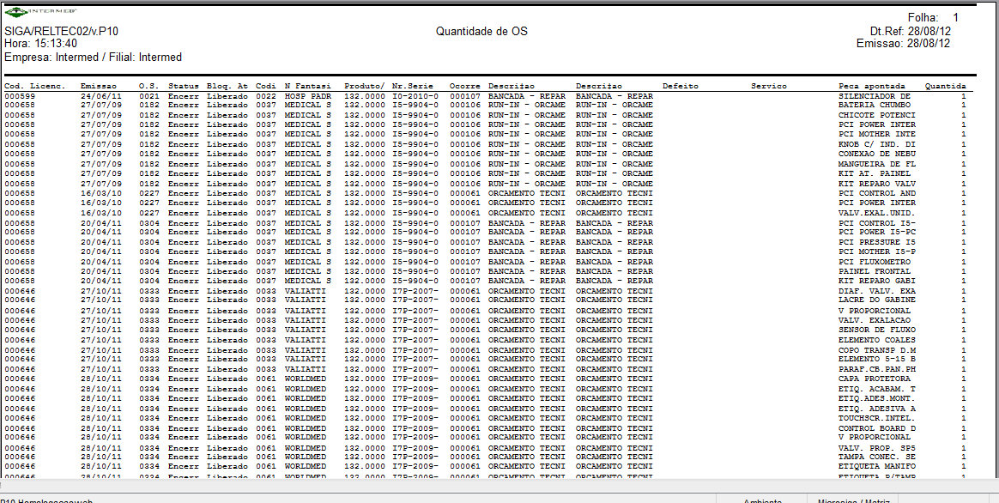 INTERMED
Folha: 1
SIGA/RELTEC02/v.P10 Quantidade de OS Dt.Ref: 28/08/12
Hora: 15:13:40 Emissao: 28/08/12
Empresa: Intermed / Filial: Intermed
Cod. Licenc. Emissao O.S. Status Bloq. At Codi N Fantasi Produto/ Nr.Serie Ocorre Descri‡ao Descri‡ao Defeito Servico Peca apontada Quantida
000599 24/06/11 0021 Encerr Liberado 0022 HOSP PADR 132.0000 IO-2010-0 000107 BANCADA - REPAR BANCADA - REPAR SILENCIADOR DE 1
000658 27/07/09 0182 Encerr Liberado 0037 MEDICAL S 132.0000 I5-9904-0 000106 RUN-IN - ORCAME RUN-IN - ORCAME BATERIA CHUMBO 1
000658 27/07/09 0182 Encerr Liberado 0037 MEDICAL S 132.0000 I5-9904-0 000106 RUN-IN - ORCAME RUN-IN - ORCAME CHICOTE POTENCI 1
000658 27/07/09 0182 Encerr Liberado 0037 MEDICAL S 132.0000 I5-9904-0 000106 RUN-IN - ORCAME RUN-IN - ORCAME PCI POWER INTER 1
000658 27/07/09 0182 Encerr Liberado 0037 MEDICAL S 132.0000 I5-9904-0 000106 RUN-IN - ORCAME RUN-IN - ORCAME PCI MOTHER INTE 1
000658 27/07/09 0182 Encerr Liberado 0037 MEDICAL S 132.0000 I5-9904-0 000106 RUN-IN - ORCAME RUN-IN - ORCAME KNOB C/ IND. DI 1
000658 27/07/09 0182 Encerr Liberado 0037 MEDICAL S 132.0000 I5-9904-0 000106 RUN-IN - ORCAME RUN-IN - ORCAME CONEXAO DE NEBU 1
000658 27/07/09 0182 Encerr Liberado 0037 MEDICAL S 132.0000 I5-9904-0 000106 RUN-IN - ORCAME RUN-IN - ORCAME MANGUEIRA DE FL 1
000658 27/07/09 0182 Encerr Liberado 0037 MEDICAL S 132.0000 I5-9904-0 000106 RUN-IN - ORCAME RUN-IN - ORCAME KIT AT. PAINEL 1
000658 27/07/09 0182 Encerr Liberado 0037 MEDICAL S 132.0000 I5-9904-0 000106 RUN-IN - ORCAME RUN-IN - ORCAME KIT REPARO VALV 1
000658 16/03/10 0227 Encerr Liberado 0037 MEDICAL S 132.0000 I5-9904-0 000061 ORCAMENTO TECNI ORCAMENTO TECNI PCI CONTROL AND 1
000658 16/03/10 0227 Encerr Liberado 0037 MEDICAL S 132.0000 I5-9904-0 000061 ORCAMENTO TECNI ORCAMENTO TECNI PCI POWER INTER 1
000658 16/03/10 0227 Encerr Liberado 0037 MEDICAL S 132.0000 I5-9904-0 000061 ORCAMENTO TECNI ORCAMENTO TECNI VALV.EXAL.UNID. 1
000658 20/04/11 0304 Encerr Liberado 0037 MEDICAL S 132.0000 I5-9904-0 000107 BANCADA - REPAR BANCADA - REPAR PCI CONTROL I5- 1
000658 20/04/11 0304 Encerr Liberado 0037 MEDICAL S 132.0000 I5-9904-0 000107 BANCADA - REPAR BANCADA - REPAR PCI POWER I5-PC 1
000658 20/04/11 0304 Encerr Liberado 0037 MEDICAL S 132.0000 I5-9904-0 000107 BANCADA - REPAR BANCADA - REPAR PCI PRESSURE I5 1
000658 20/04/11 0304 Encerr Liberado 0037 MEDICAL S 132.0000 I5-9904-0 000107 BANCADA - REPAR BANCADA - REPAR PCI MOTHER I5-P 1
000658 20/04/11 0304 Encerr Liberado 0037 MEDICAL S 132.0000 I5-9904-0 000107 BANCADA - REPAR BANCADA - REPAR PCI FLUXOMETRO 1
000658 20/04/11 0304 Encerr Liberado 0037 MEDICAL S 132.0000 I5-9904-0 000107 BANCADA - REPAR BANCADA - REPAR PAINEL FRONTAL 1
000658 20/04/11 0304 Encerr Liberado 0037 MEDICAL S 132.0000 I5-9904-0 000107 BANCADA - REPAR BANCADA - REPAR KIT REPARO GABI 1
000646 27/10/11 0333 Encerr Liberado 0033 VALIATTI 132.0000 I7P-2007- 000061 ORCAMENTO TECNI ORCAMENTO TECNI DIAF. VALV. EXA 1
000646 27/10/11 0333 Encerr Liberado 0033 VALIATTI 132.0000 I7P-2007- 000061 ORCAMENTO TECNI ORCAMENTO TECNI LACRE DO GABINE 1
000646 27/10/11 0333 Encerr Liberado 0033 VALIATTI 132.0000 I7P-2007- 000061 ORCAMENTO TECNI ORCAMENTO TECNI V PROPORCIONAL 1
000646 27/10/11 0333 Encerr Liberado 0033 VALIATTI 132.0000 I7P-2007- 000061 ORCAMENTO TECNI ORCAMENTO TECNI VALV. EXALACAO 1
000646 27/10/11 0333 Encerr Liberado 0033 VALIATTI 132.0000 I7P-2007- 000061 ORCAMENTO TECNI ORCAMENTO TECNI SENSOR DE FLUXO 1
000646 27/10/11 0333 Encerr Liberado 0033 VALIATTI 132.0000 I7P-2007- 000061 ORCAMENTO TECNI ORCAMENTO TECNI ELEMENTO COALES 1
000646 27/10/11 0333 Encerr Liberado 0033 VALIATTI 132.0000 I7P-2007- 000061 ORCAMENTO TECNI ORCAMENTO TECNI COPO TRANSP D.M 1
000646 27/10/11 0333 Encerr Liberado 0033 VALIATTI 132.0000 I7P-2007- 000061 ORCAMENTO TECNI ORCAMENTO TECNI ELEMENTO 5-15 B 1
000646 27/10/11 0333 Encerr Liberado 0033 VALIATTI 132.0000 I7P-2007- 000061 ORCAMENTO TECNI ORCAMENTO TECNI PARAF.CB.PAN.PH 1
000646 28/10/11 0334 Encerr Liberado 0061 WORLDMED 132.0000 I7P-2009- 000061 ORCAMENTO TECNI ORCAMENTO TECNI CAPA PROTETORA 1
000646 28/10/11 0334 Encerr Liberado 0061 WORLDMED 132.0000 I7P-2009- 000061 ORCAMENTO TECNI ORCAMENTO TECNI ETIQ. ACABAM. T 1
000646 28/10/11 0334 Encerr Liberado 0061 WORLDMED 132.0000 I7P-2009- 000061 ORCAMENTO TECNI ORCAMENTO TECNI ETIQ.ADES.MONT. 1
000646 28/10/11 0334 Encerr Liberado 0061 WORLDMED 132.0000 I7P-2009- 000061 ORCAMENTO TECNI ORCAMENTO TECNI ETIQ. ADESIVA A 1
000646 28/10/11 0334 Encerr Liberado 0061 WORLDMED 132.0000 I7P-2009- 000061 ORCAMENTO TECNI ORCAMENTO TECNI TOUCHSCR.INTEL. 1
000646 28/10/11 0334 Encerr Liberado 0061 WORLDMED 132.0000 I7P-2009- 000061 ORCAMENTO TECNI ORCAMENTO TECNI CONTROL BOARD D 1
000646 28/10/11 0334 Encerr Liberado 0061 WORLDMED 132.0000 I7P-2009- 000061 ORCAMENTO TECNI ORCAMENTO TECNI V PROPORCIONAL 1
000646 28/10/11 0334 Encerr Liberado 0061 WORLDMED 132.0000 I7P-2009- 000061 ORCAMENTO TECNI ORCAMENTO TECNI VALV. PROP. SPS 1
000646 28/10/11 0334 Encerr Liberado 0061 WORLDMED 132.0000 I7P-2009- 000061 ORCAMENTO TECNI ORCAMENTO TECNI TAMPA CONEC. SE 1
000646 28/10/11 0334 Encerr Liberado 0061 WORLDMED 132.0000 I7P-2009- 000061 ORCAMENTO TECNI ORCAMENTO TECNI ETIQUETA MANIFO 1
000646 28/10/11 0334 Encerr Liberado 0061 WORLDMED 132.0000 I7P-2009- 000061 ORCAMENTO TECNI ORCAMENTO TECNI ETIQUETA P/TAMP 1
P10 Homologacao web Ambiente Microsiga / Matriz